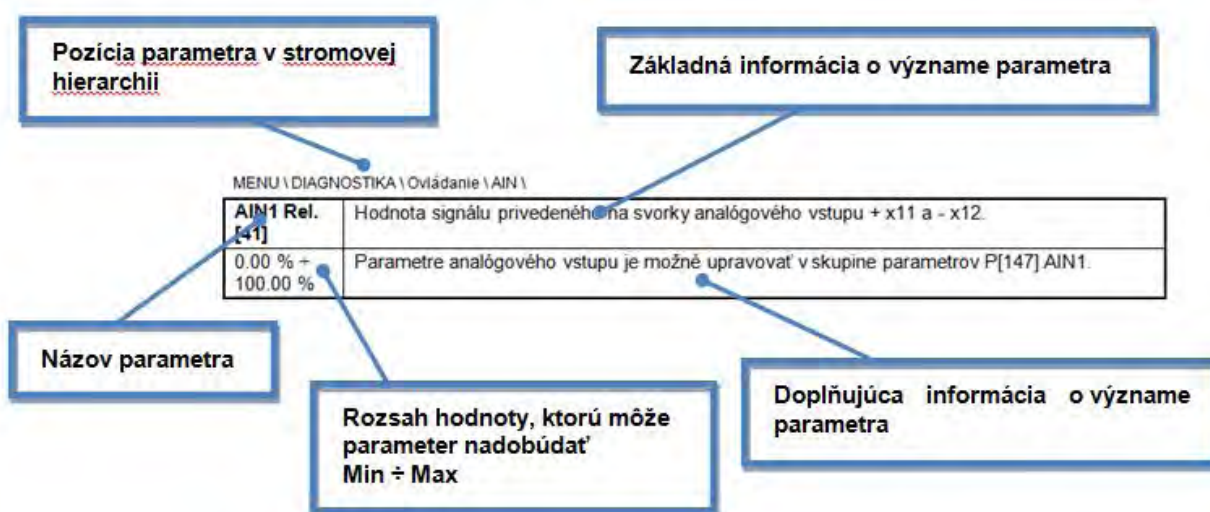 Pozícia parametra v stromovej
hierarchii
Základná informácia o význame parametra
MENU \ DIAGNOSTIKA \ Ovládanie \ AIN \
AIN1 Rel.
[41]
Hodnota signálu privedeného na svorky analógového vstupu + x11 a - x12.
0.00 % ÷
100.00 %
Parametre analógového vstupu je možné upravovať v skupine parametrov P[147] AIN1.
Názov parametra
Rozsah hodnoty, ktorú môže
parameter nadobúdať
Min ÷ Max
Doplňujúca informácia o význame
parametra